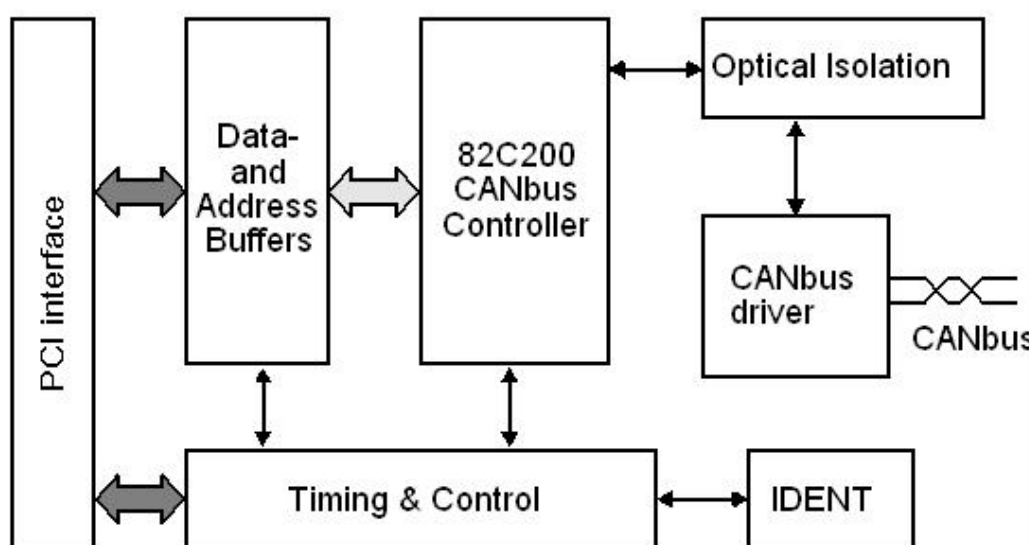 PCI interface
Data-
and
Address
Buffers
82C200
CANbus
Controller
Optical Isolation
CANbus
driver
CANbus
Timing & Control
IDENT